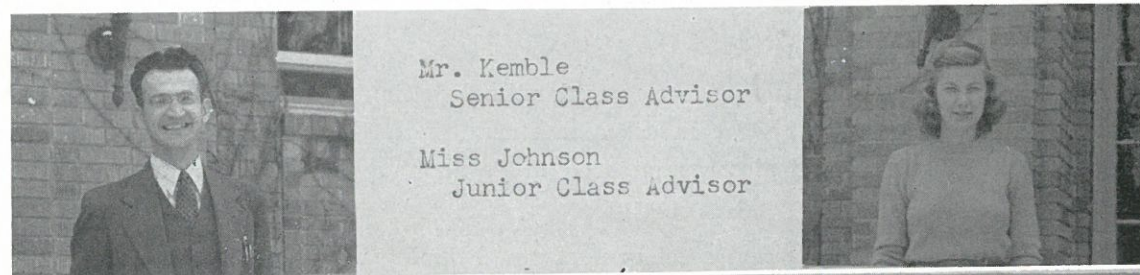 Mr. Kemble
Senior Class Advisor
Miss Johnson
Junior Class Advisor